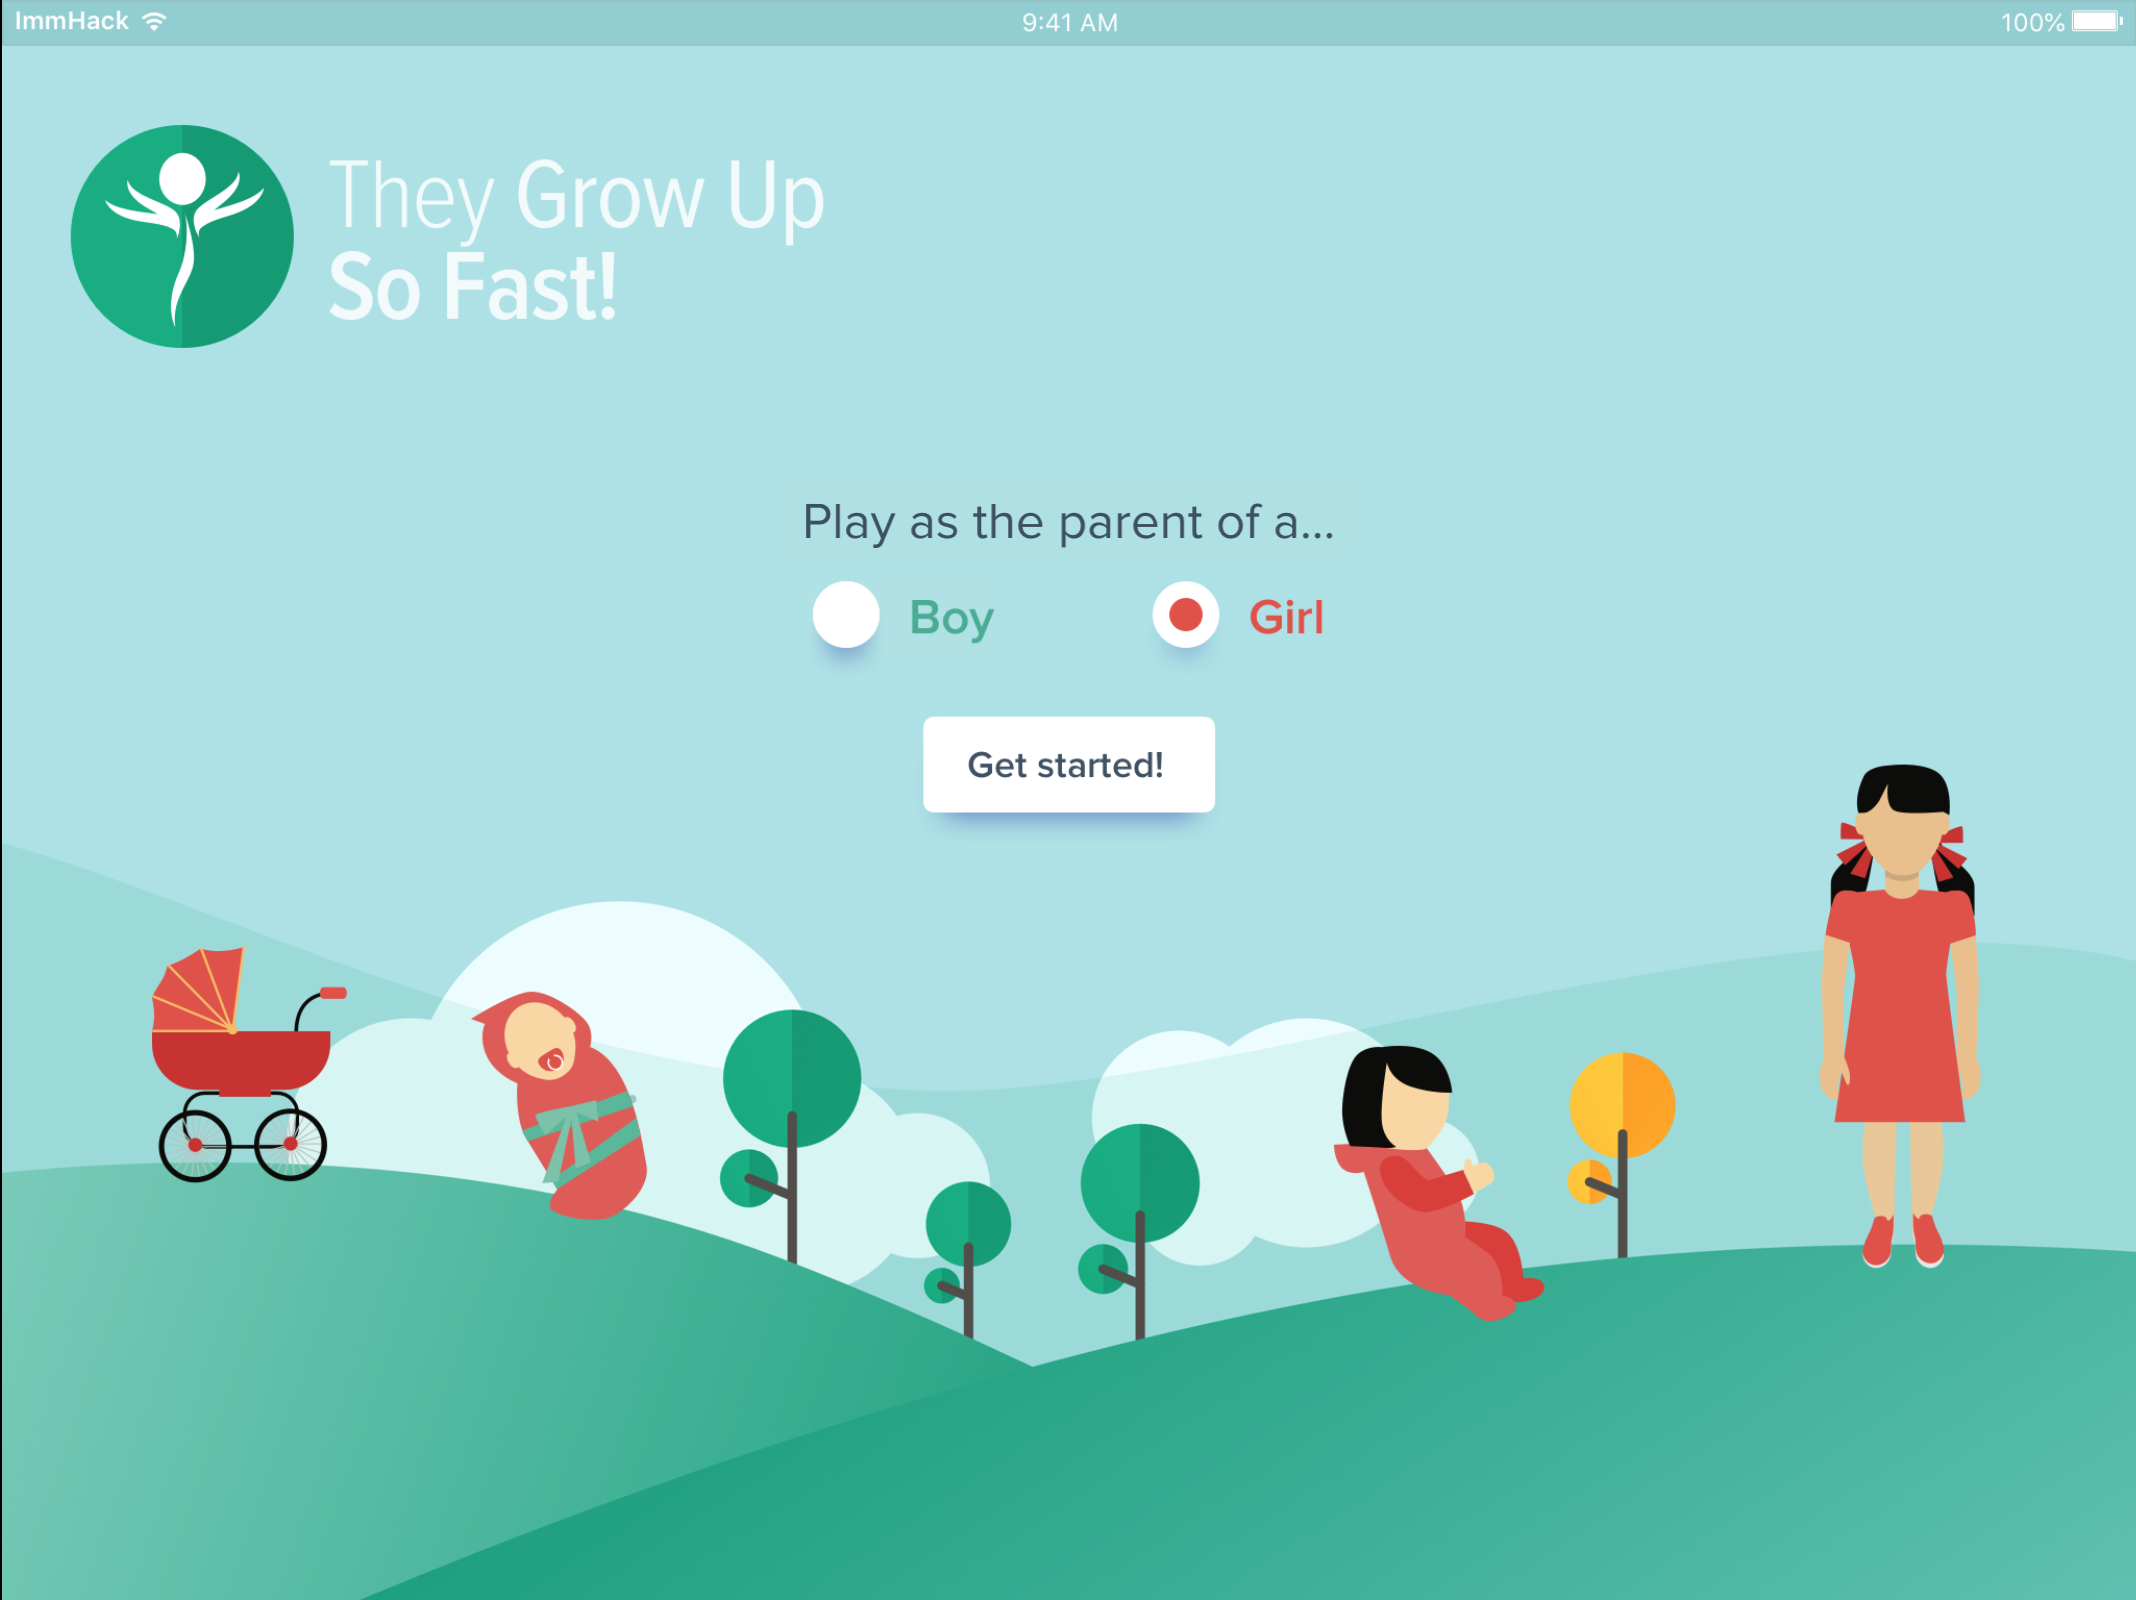 ImmHack
9:41 AM
100%
They Grow Up
So Fast!
Play as the parent of a...
Boy
Girl
Get started!